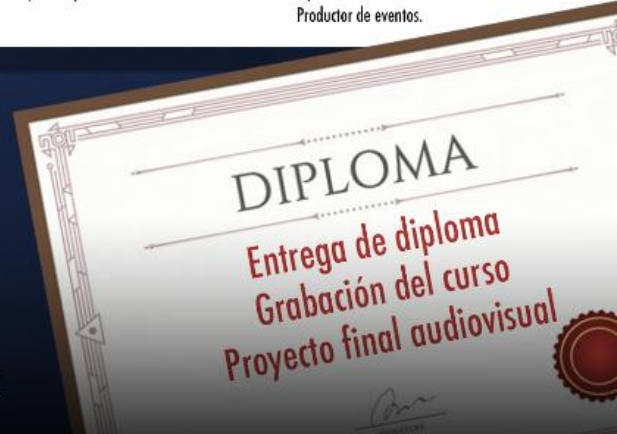 Productor de eventos.
DIPLOMA
Entrega de diploma
Grabación del curso
Proyecto final audiovisual